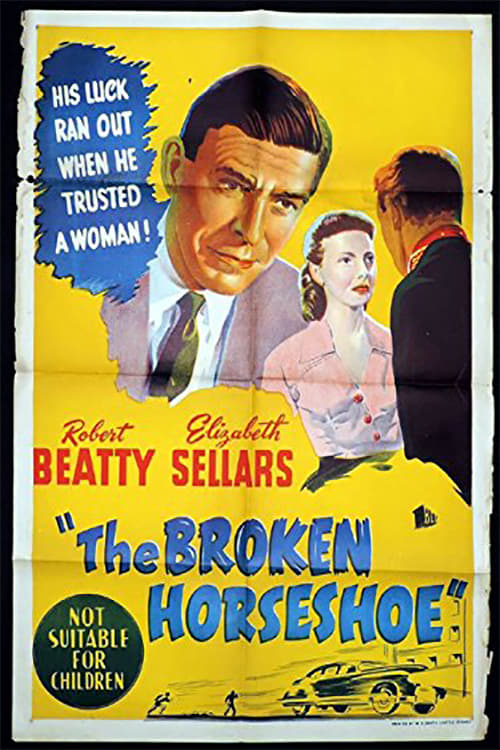 HIS LUCK
RAN OUT
WHEN HE
TRUSTED
A WOMAN!
Robert Elizabeth
BEATTY SELLARS
"The BROKEN
HORSESHOE"
NOT
SUITABLE
FOR
CHILDREN